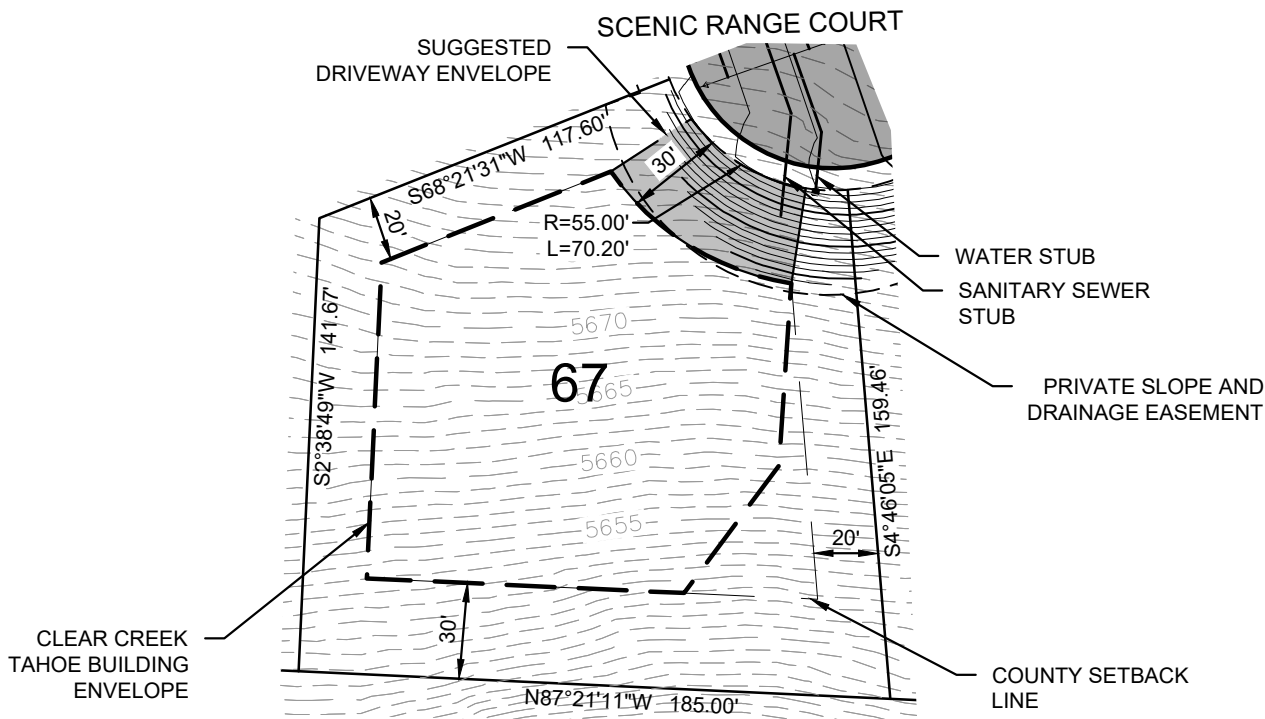 SCENIC RANGE COURT
SUGGESTED
DRIVEWAY ENVELOPE
S68°21'31"W 117.60'
30'
20'
R=55.00'
L=70.20'
WATER STUB
SANITARY SEWER
STUB
S2°38'49"W 141.67'
5670
67
5665
PRIVATE SLOPE AND
DRAINAGE EASEMENT
S4°46'05"E 159.46'
5660
5655
20'
30'
CLEAR CREEK
TAHOE BUILDING
ENVELOPE
COUNTY SETBACK
LINE
N87°21'11"W 185.00'